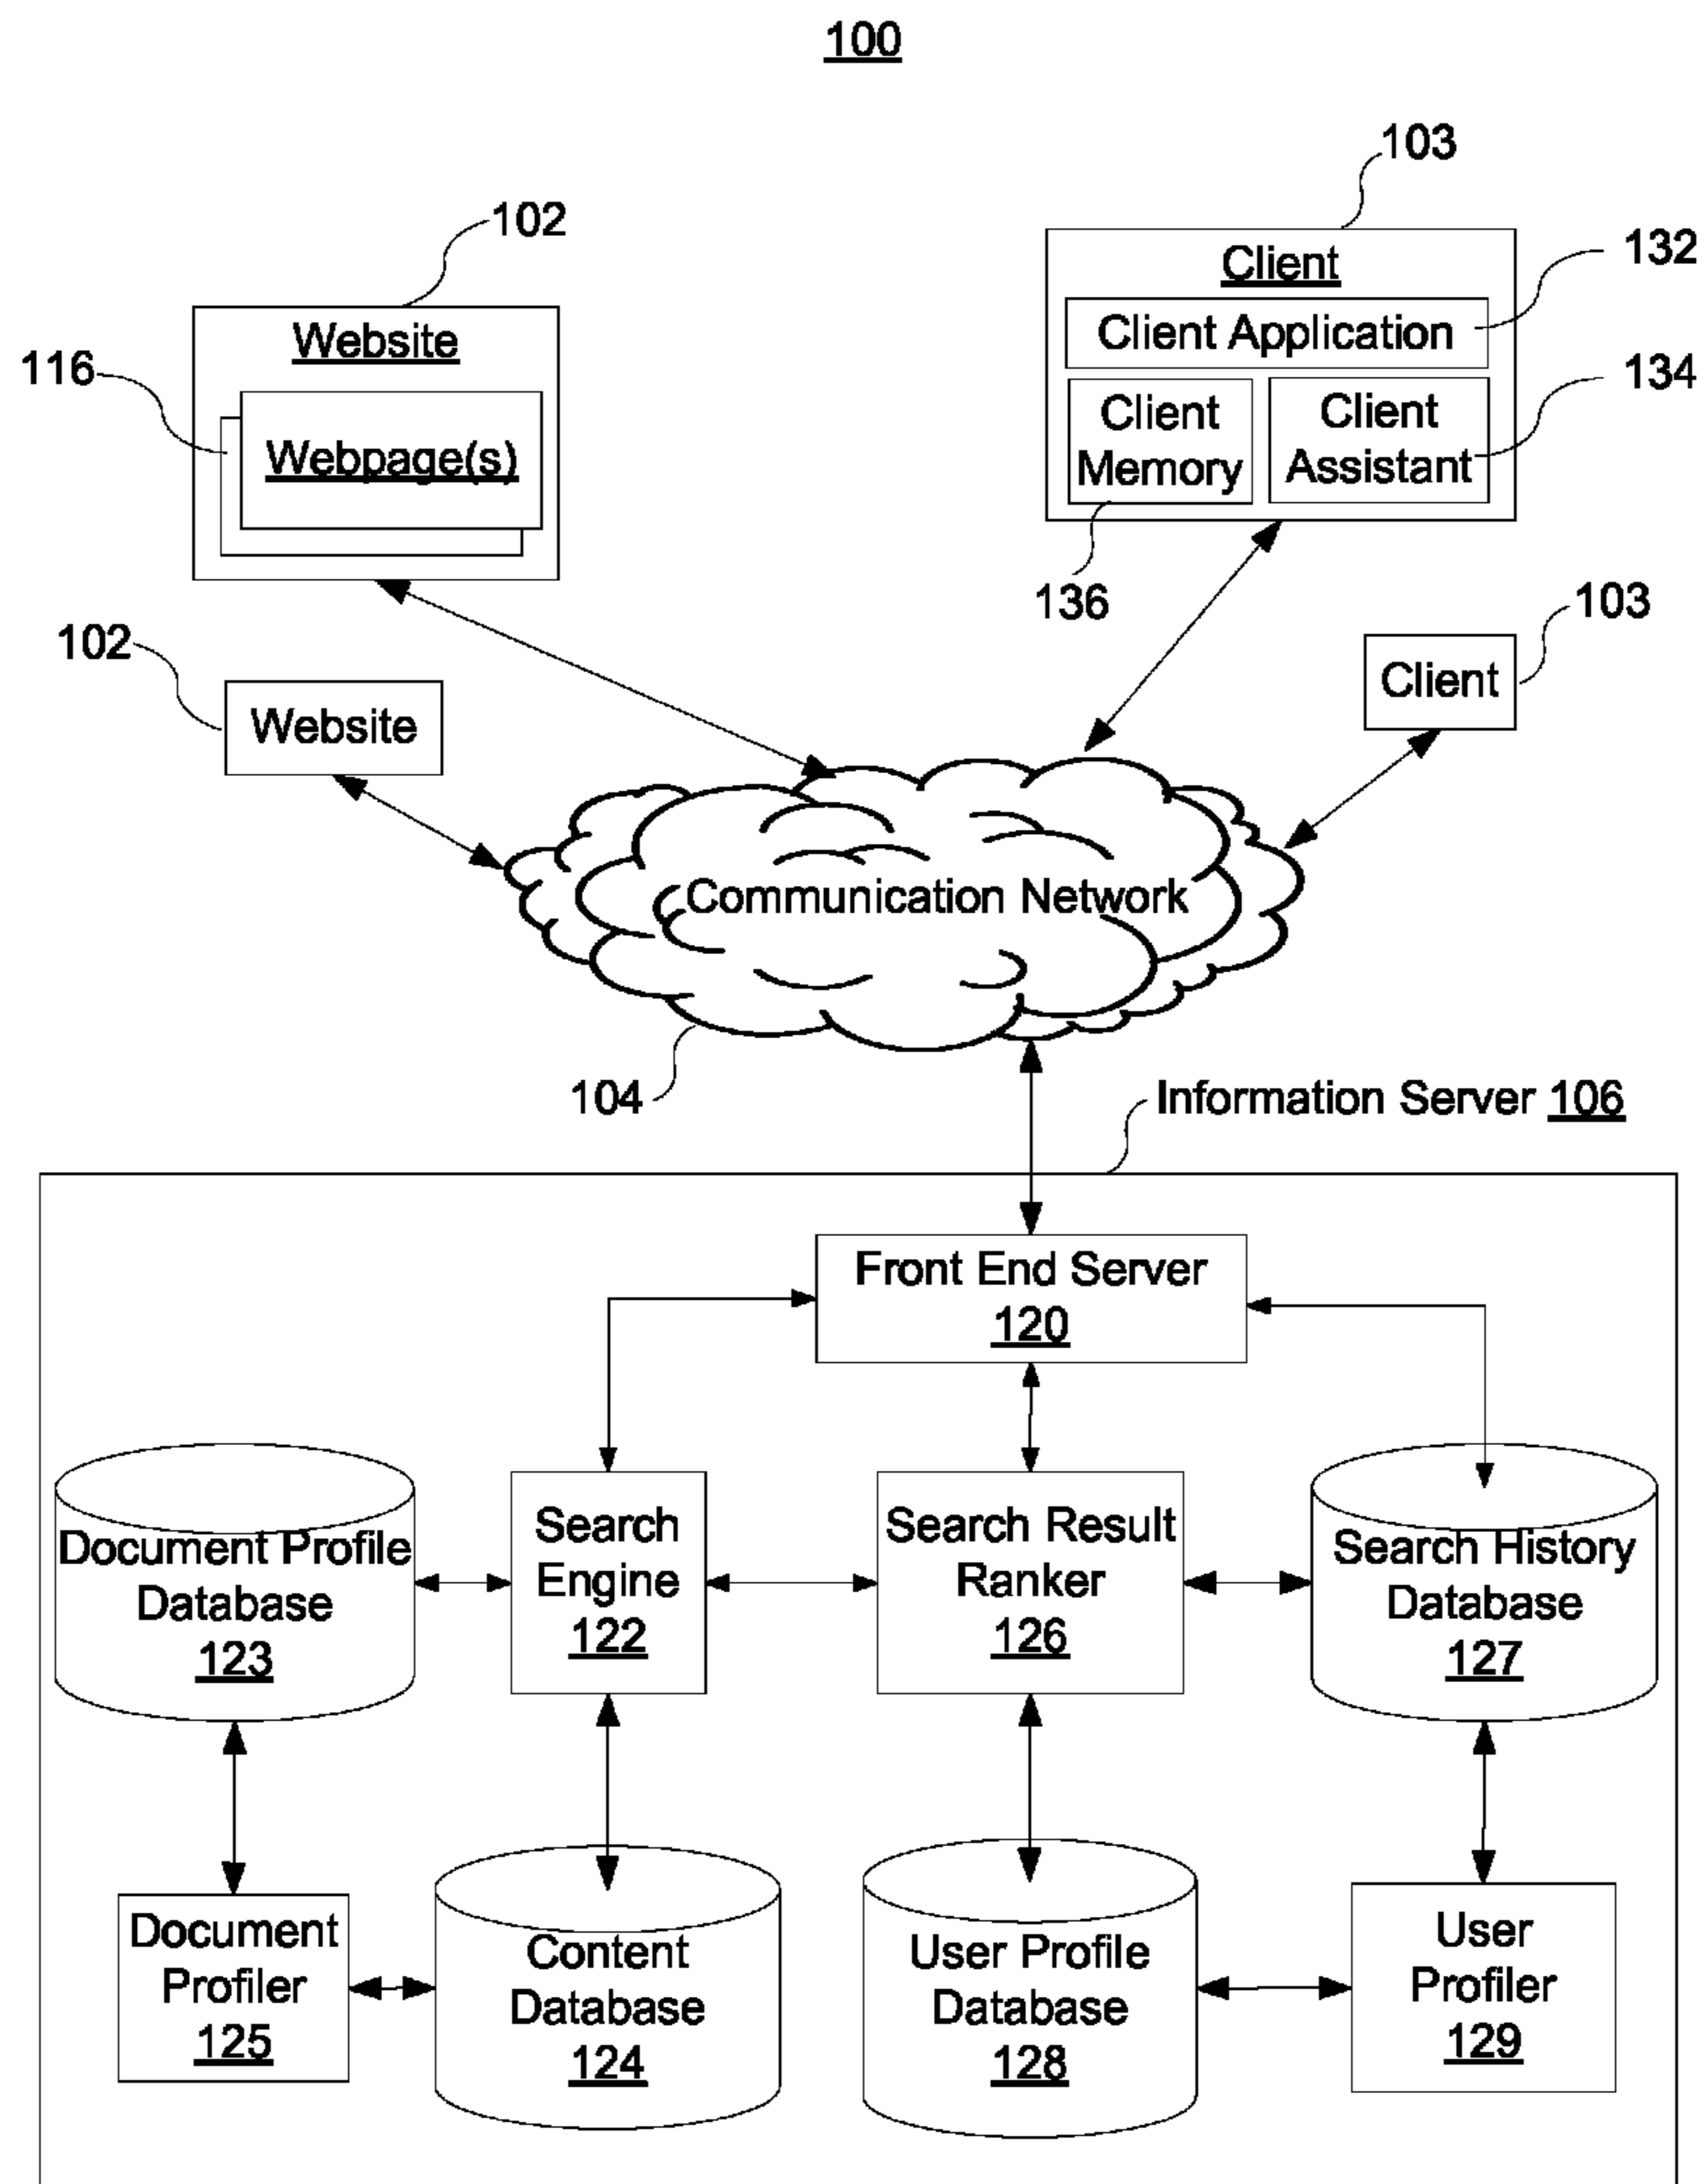 100
103
102
132
Client
Client Application
Website
116
134
Client
Memory
Client
Assistant
Webpage(s)
136
103
102
Client
Website
Communication Network
104
Information Server 106
Front End Server
120
Document Profile
Database
123
Search
Engine
122
Search Result
Ranker
126
Search History
Database
127
Document
Profiler
125
Content
Database
124
User Profile
Database
128
User
Profiler
129